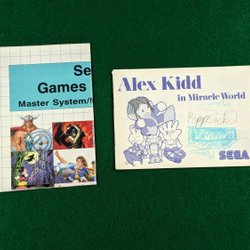 Se
Games
Master System/
Alex Kidd
in Miracle World
SEGA